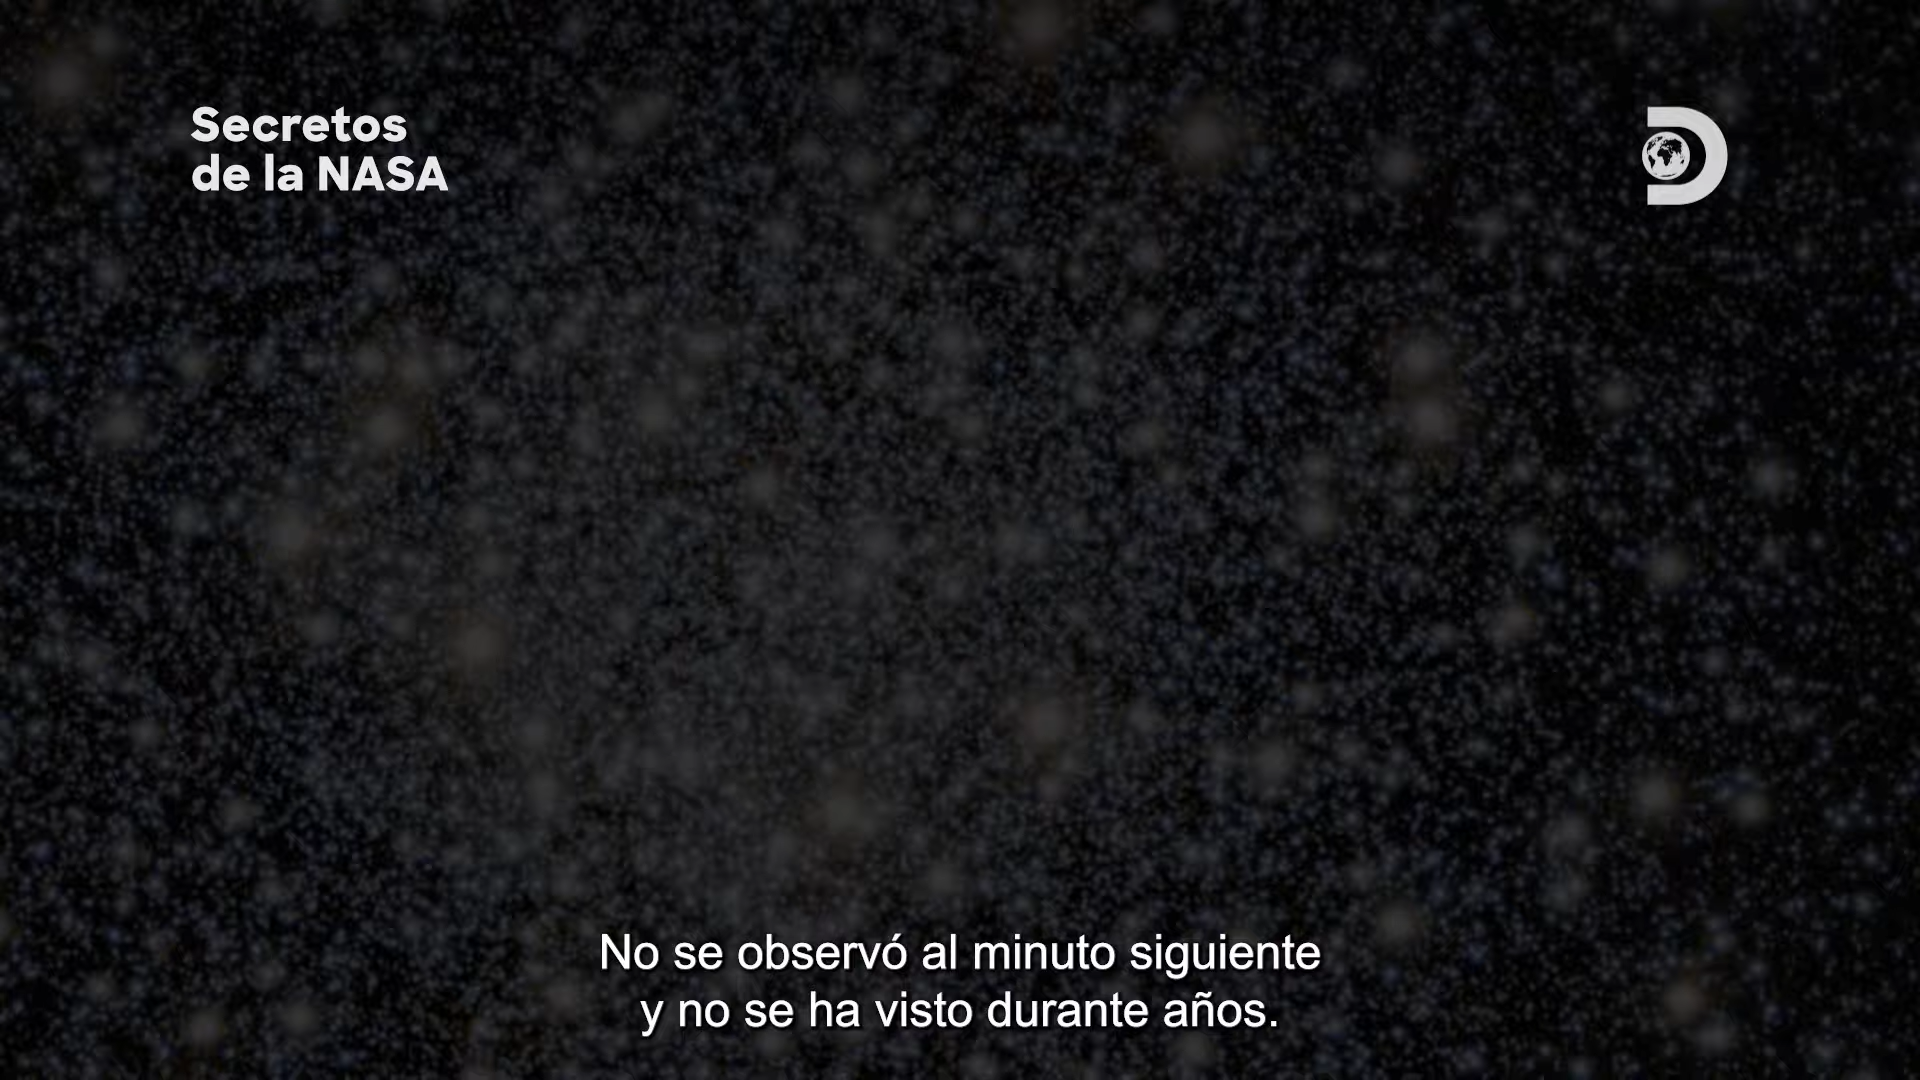 Secretos
de la NASA
No se observó al minuto siguiente
y no se ha visto durante años.